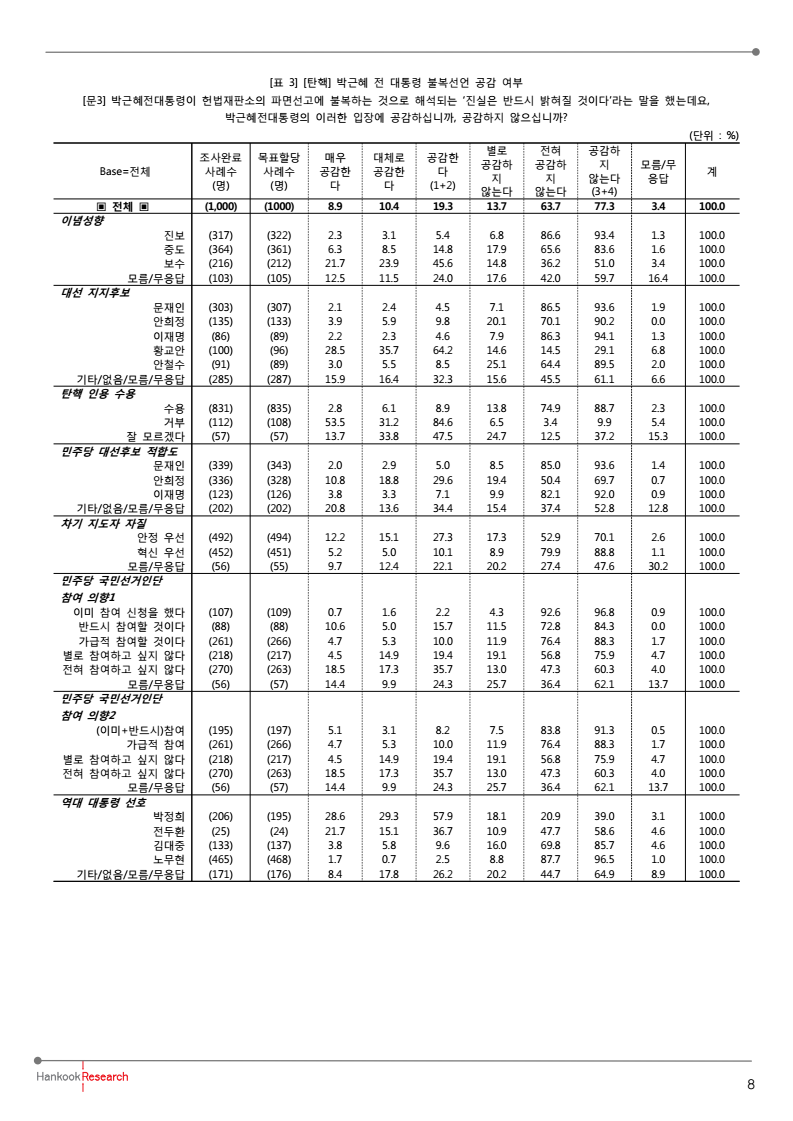 [표 3] [탄핵] 박근혜 전 대통령 불복선언 공감 여부
[문3] 박근혜전대통령이 헌법재판소의 파면선고에 불복하는 것으로 해석되는 ‘진실은 반드시 밝혀질 것이다’라는 말을 했는데요,
박근혜전대통령의 이러한 입장에 공감하십니까, 공감하지 않으십니까?
(단위 : %)
Base=전체 조사완료 사례수 (명) 목표할당 사례수 (명) 매우 공감한다 대체로 공감한다 공감한다 (1+2) 별로 공감하지 않는다 전혀 공감하지 않는다 공감하지 않는다 (3+4) 모름/무응답 계
▣ 전체 ▣ (1,000) (1000) 8.9 10.4 19.3 13.7 63.7 77.3 3.4 100.0
이념성향
진보 (317) (322) 2.3 3.1 5.4 6.8 86.6 93.4 1.3 100.0
중도 (364) (361) 6.3 8.5 14.8 17.9 65.6 83.6 1.6 100.0
보수 (216) (212) 21.7 23.9 45.6 14.8 36.2 51.0 3.4 100.0
모름/무응답 (103) (105) 12.5 11.5 24.0 17.6 42.0 59.7 16.4 100.0
대선 지지후보
문재인 (303) (307) 2.1 2.4 4.5 7.1 86.5 93.6 1.9 100.0
안희정 (135) (133) 3.9 5.9 9.8 20.1 70.1 90.2 0.0 100.0
이재명 (86) (89) 2.2 2.3 4.6 7.9 86.3 94.1 1.3 100.0
황교안 (100) (96) 28.5 35.7 64.2 14.6 14.5 29.1 6.8 100.0
안철수 (91) (89) 3.0 5.5 8.5 25.1 64.4 89.5 2.0 100.0
기타/없음/모름/무응답 (285) (287) 15.9 16.4 32.3 15.6 45.5 61.1 6.6 100.0
탄핵 인용 수용
수용 (831) (835) 2.8 6.1 8.9 13.8 74.9 88.7 2.3 100.0
거부 (112) (108) 53.5 31.2 84.6 6.5 3.4 9.9 5.4 100.0
잘 모르겠다 (57) (57) 13.7 33.8 47.5 24.7 12.5 37.2 15.3 100.0
민주당 대선후보 적합도
문재인 (339) (343) 2.0 2.9 5.0 8.5 85.0 93.6 1.4 100.0
안희정 (336) (328) 10.8 18.8 29.6 19.4 50.4 69.7 0.7 100.0
이재명 (123) (126) 3.8 3.3 7.1 9.9 82.1 92.0 0.9 100.0
기타/없음/모름/무응답 (202) (202) 20.8 13.6 34.4 15.4 37.4 52.8 12.8 100.0
차기 지도자 자질
안정 우선 (492) (494) 12.2 15.1 27.3 17.3 52.9 70.1 2.6 100.0
혁신 우선 (452) (451) 5.2 5.0 10.1 8.9 79.9 88.8 1.1 100.0
모름/무응답 (56) (55) 9.7 12.4 22.1 20.2 27.4 47.6 30.2 100.0
민주당 국민선거인단
참여 의향1
이미 참여 신청을 했다 (107) (109) 0.7 1.6 2.2 4.3 92.6 96.8 0.9 100.0
반드시 참여할 것이다 (88) (88) 10.6 5.0 15.7 11.5 72.8 84.3 0.0 100.0
가급적 참여할 것이다 (261) (266) 4.7 5.3 10.0 11.9 76.4 88.3 1.7 100.0
별로 참여하고 싶지 않다 (218) (217) 4.5 14.9 19.4 19.1 56.8 75.9 4.7 100.0
전혀 참여하고 싶지 않다 (270) (263) 18.5 17.3 35.7 13.0 47.3 60.3 4.0 100.0
모름/무응답 (56) (57) 14.4 9.9 24.3 25.7 36.4 62.1 13.7 100.0
민주당 국민선거인단
참여 의향2
(이미+반드시)참여 (195) (197) 5.1 3.1 8.2 7.5 83.8 91.3 0.5 100.0
가급적 참여 (261) (266) 4.7 5.3 10.0 11.9 76.4 88.3 1.7 100.0
별로 참여하고 싶지 않다 (218) (217) 4.5 14.9 19.4 19.1 56.8 75.9 4.7 100.0
전혀 참여하고 싶지 않다 (270) (263) 18.5 17.3 35.7 13.0 47.3 60.3 4.0 100.0
모름/무응답 (56) (57) 14.4 9.9 24.3 25.7 36.4 62.1 13.7 100.0
역대 대통령 선호
박정희 (206) (195) 28.6 29.3 57.9 18.1 20.9 39.0 3.1 100.0
전두환 (25) (24) 21.7 15.1 36.7 10.9 47.7 58.6 4.6 100.0
김대중 (133) (137) 3.8 5.8 9.6 16.0 69.8 85.7 4.6 100.0
노무현 (465) (468) 1.7 0.7 2.5 8.8 87.7 96.5 1.0 100.0
기타/없음/모름/무응답 (171) (176) 8.4 17.8 26.2 20.2 44.7 64.9 8.9 100.0
Hankook Research
8